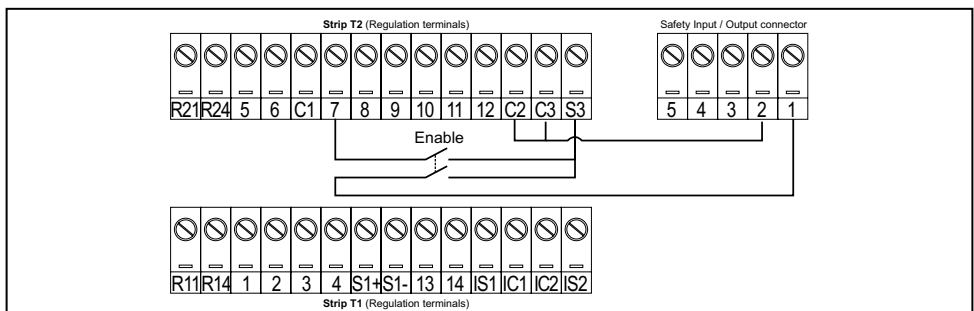 Strip T2 (Regulation terminals)
Safety Input / Output connector
R21 R24 5 6 C1 7 8 9 10 11 12 C2 C3 S3
5 4 3 2 1
Enable
R11 R14 1 2 3 4 S1+ S1- 13 14 IS1 IC1 IC2 IS2
Strip T1 (Regulation terminals)